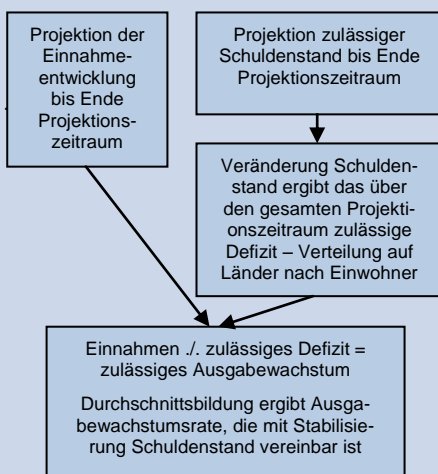 Projektion der
Einnahme-
entwicklung
bis Ende
Projektions-
zeitraum
Projektion zulässiger
Schuldenstand bis Ende
Projektionszeitraum
Veränderung Schulden-
stand ergibt das über
den gesamten Projekti-
onszeitraum zulässige
Defizit – Verteilung auf
Länder nach Einwohner
Einnahmen ./. zulässiges Defizit =
zulässiges Ausgabewachstum
Durchschnittsbildung ergibt Ausga-
bewachstumsrate, die mit Stabilisie-
rung Schuldenstand vereinbar ist